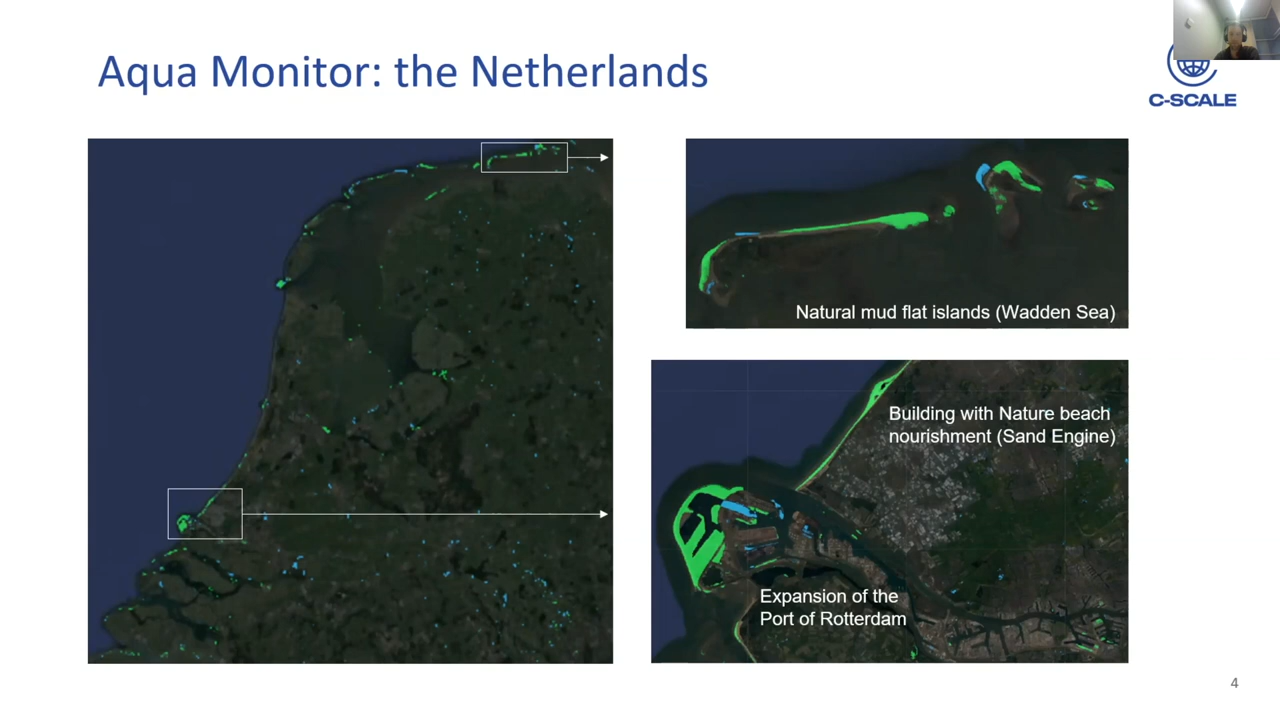 Aqua Monitor: the Netherlands
C-SCALE
Natural mud flat islands (Wadden Sea)
Building with Nature beach
nourishment (Sand Engine)
Expansion of the
Port of Rotterdam
4